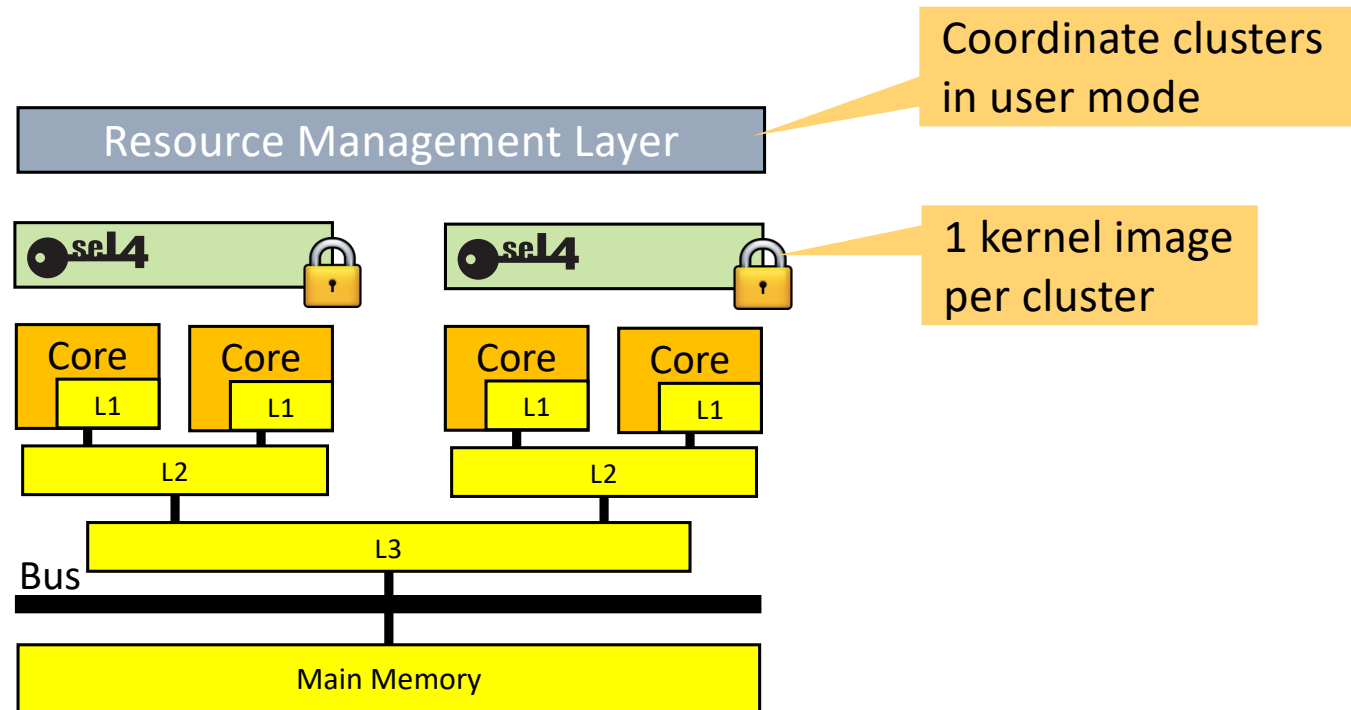 Coordinate clusters
in user mode
Resource Management Layer
seL4
seL4
1 kernel image
per cluster
Core
Core
Core
Core
L1
L1
L1
L1
L2
L2
L3
Bus
Main Memory